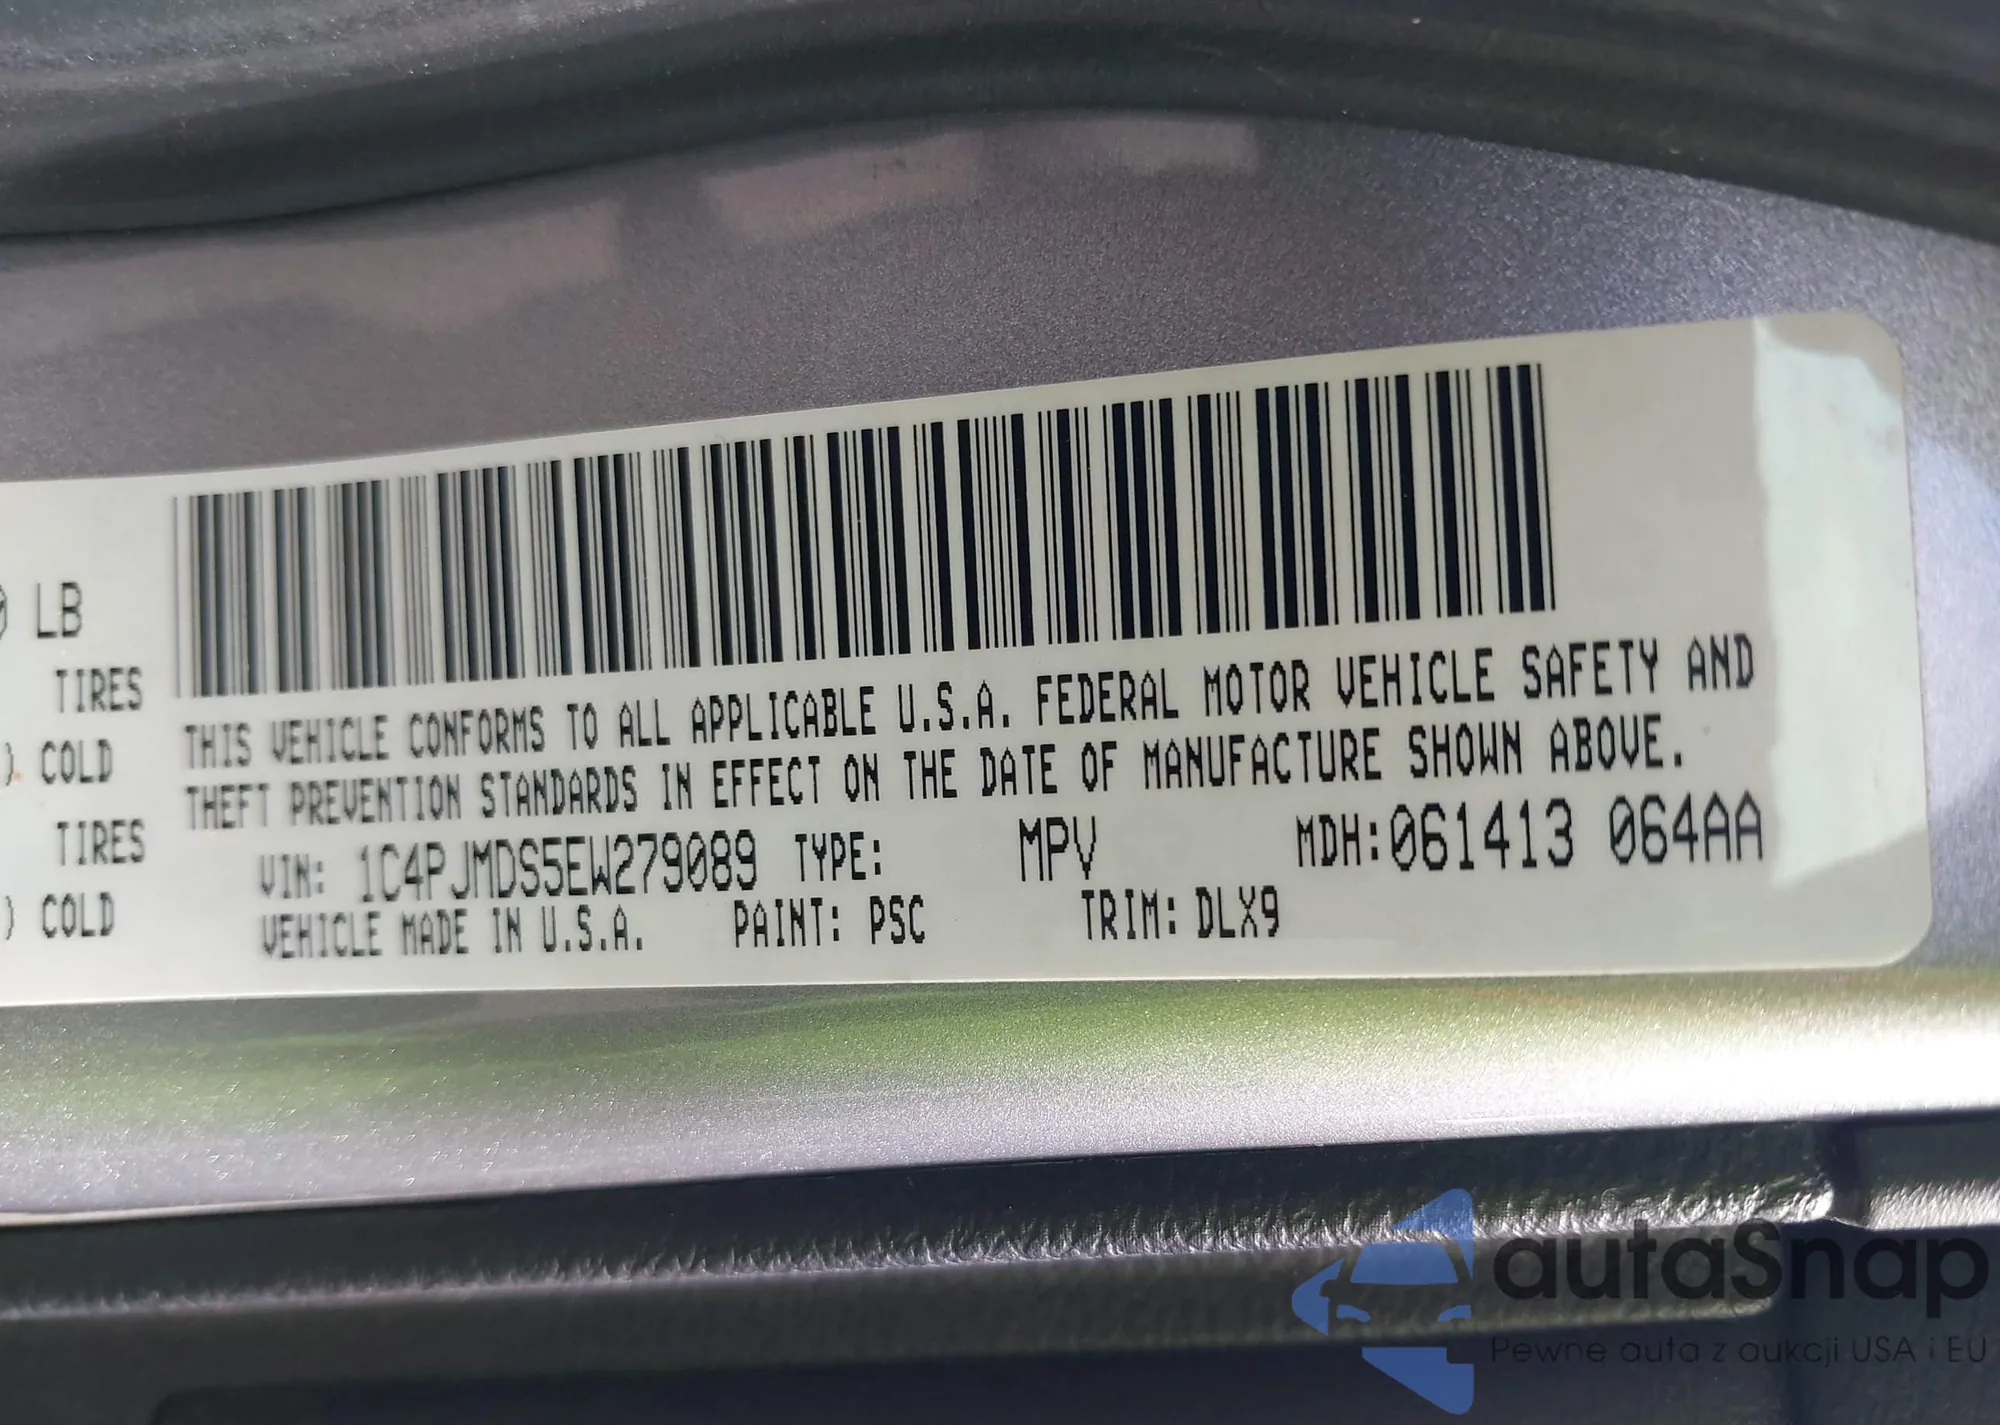 LB
TIRES
) COLD
TIRES
) COLD
THIS VEHICLE CONFORMS TO ALL APPLICABLE U.S.A. FEDERAL MOTOR VEHICLE SAFETY AND
THEFT PREVENTION STANDARDS IN EFFECT ON THE DATE OF MANUFACTURE SHOWN ABOVE.
VIN: 1C4PJMDS5EW279089 TYPE: MPV MDH:061413 064AA
VEHICLE MADE IN U.S.A. PAINT: PSC TRIM: DLX9
autaSnap
Pewne auta z aukcji USA i EU